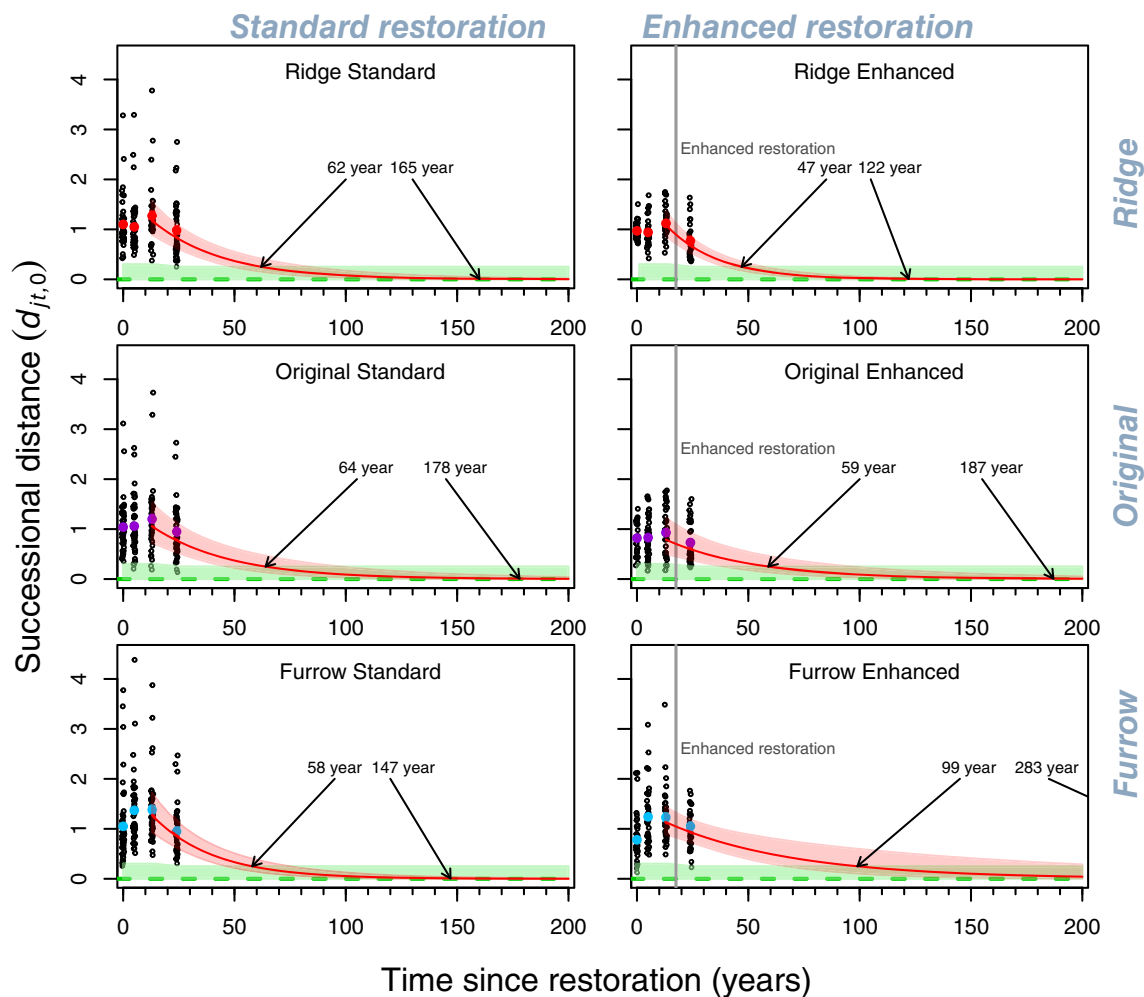 Standard restoration
Enhanced restoration
Ridge Standard
4
3
2
1
0
62 year 165 year
0 50 100 150 200
Ridge Enhanced
Enhanced restoration
47 year 122 year
0 50 100 150 200
Ridge
Original Standard
4
3
2
1
0
64 year 178 year
0 50 100 150 200
Original Enhanced
Enhanced restoration
59 year 187 year
0 50 100 150 200
Original
Furrow Standard
4
3
2
1
0
58 year 147 year
0 50 100 150 200
Furrow Enhanced
Enhanced restoration
99 year 283 year
0 50 100 150 200
Furrow
Successional distance (d_{jt,0})
Time since restoration (years)